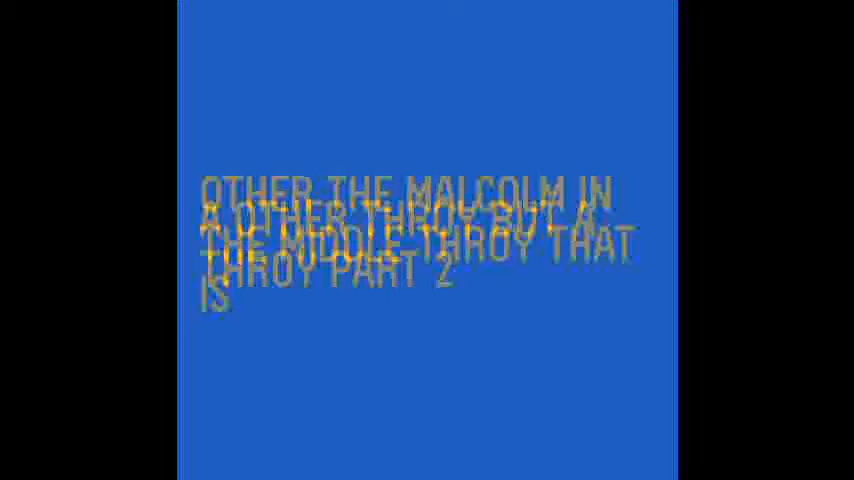 OTHER THE MALCOLM IN
A OTHER THROY BUT A
THE MIDDLE THROY THAT
THROY PART 2
IS